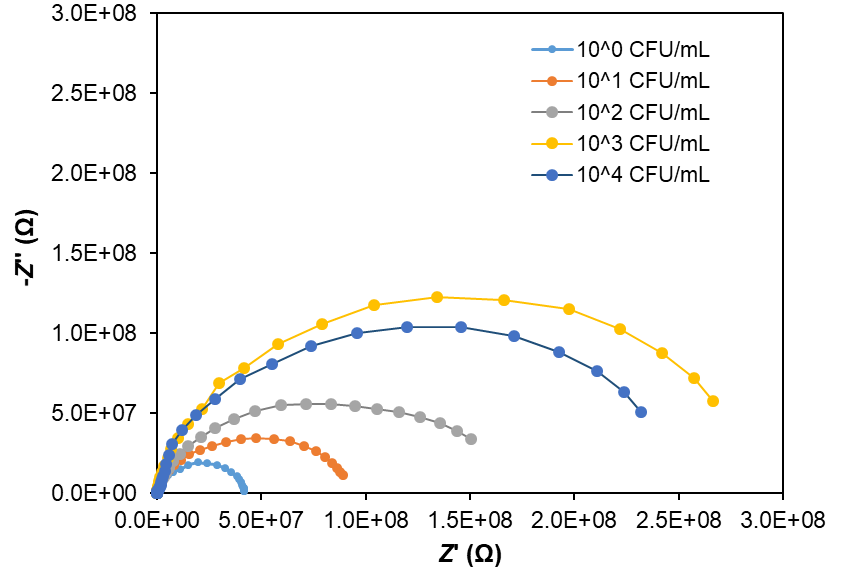 3.0E+08
2.5E+08
2.0E+08
1.5E+08
1.0E+08
5.0E+07
0.0E+00
-Z" (Ω)
10^0 CFU/mL
10^1 CFU/mL
10^2 CFU/mL
10^3 CFU/mL
10^4 CFU/mL
0.0E+00 5.0E+07 1.0E+08 1.5E+08 2.0E+08 2.5E+08 3.0E+08
Z' (Ω)